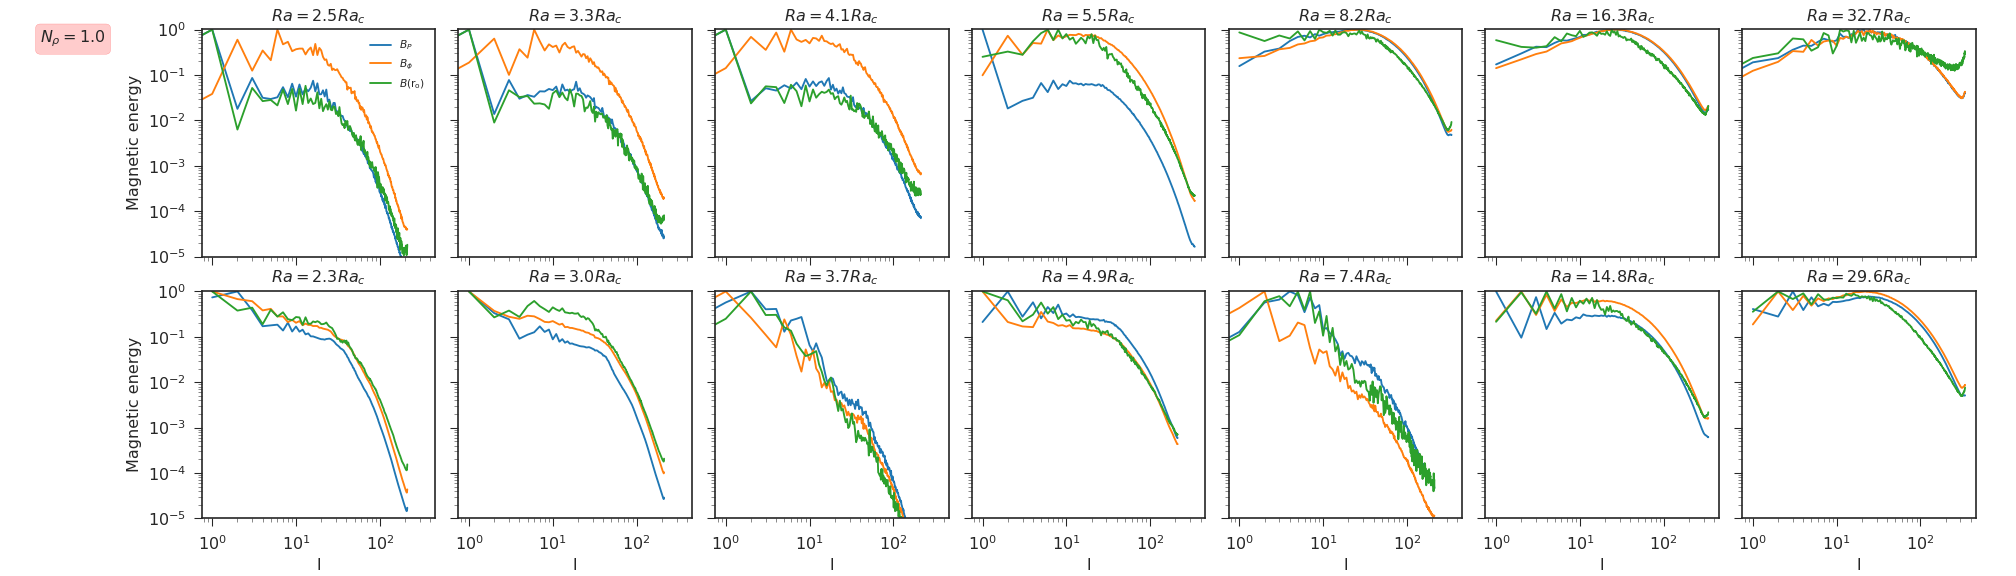 Ra = 2.5Ra_c Ra = 3.3Ra_c Ra = 4.1Ra_c Ra = 5.5Ra_c Ra = 8.2Ra_c Ra = 16.3Ra_c Ra = 32.7Ra_c
N_ρ = 1.0
B_P
B_Φ
B(r_o)
Magnetic energy
10^0
10^−1
10^−2
10^−3
10^−4
10^−5
Ra = 2.3Ra_c Ra = 3.0Ra_c Ra = 3.7Ra_c Ra = 4.9Ra_c Ra = 7.4Ra_c Ra = 14.8Ra_c Ra = 29.6Ra_c
Magnetic energy
10^0
10^−1
10^−2
10^−3
10^−4
10^−5
10^0 10^1 10^2 10^0 10^1 10^2 10^0 10^1 10^2 10^0 10^1 10^2 10^0 10^1 10^2 10^0 10^1 10^2 10^0 10^1 10^2
l l l l l l l